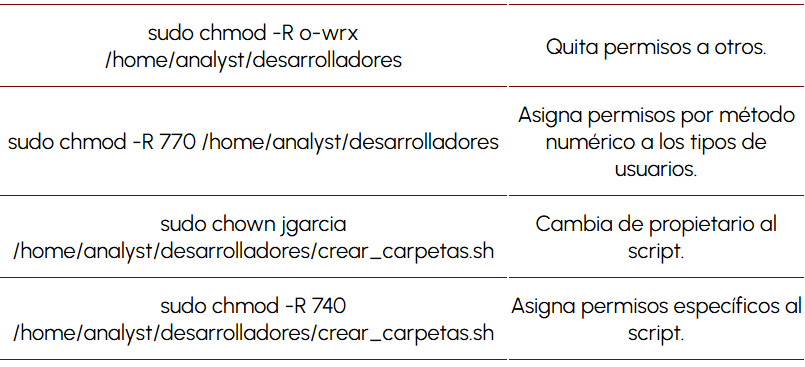 sudo chmod -R o-wrx
/home/analyst/desarrolladores
Quita permisos a otros.
sudo chmod -R 770 /home/analyst/desarrolladores
Asigna permisos por método
numérico a los tipos de
usuarios.
sudo chown jgarcia
/home/analyst/desarrolladores/crear_carpetas.sh
Cambia de propietario al
script.
sudo chmod -R 740
/home/analyst/desarrolladores/crear_carpetas.sh
Asigna permisos específicos al
script.